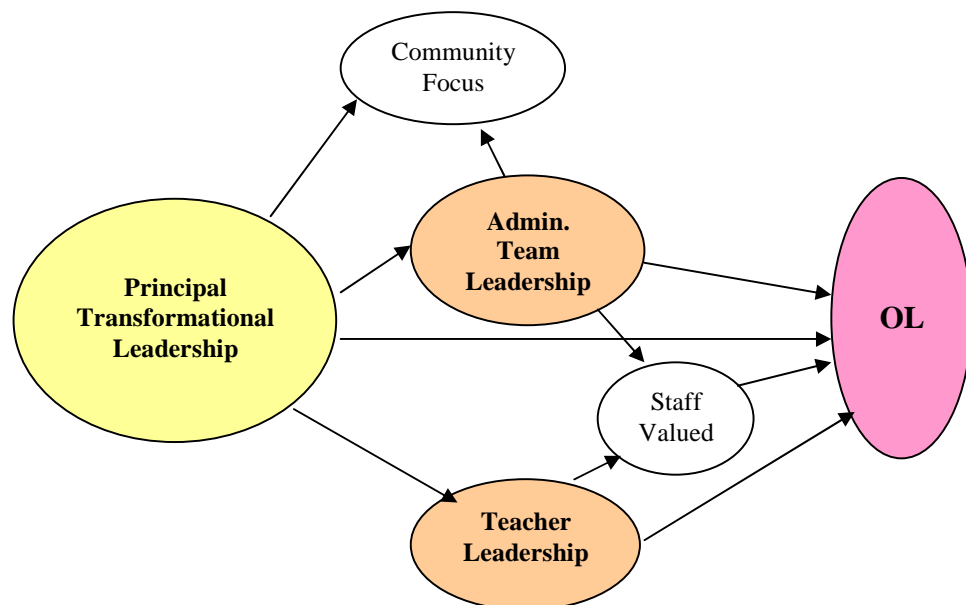 Community
Focus
Admin.
Team
Leadership
Principal
Transformational
Leadership
OL
Staff
Valued
Teacher
Leadership